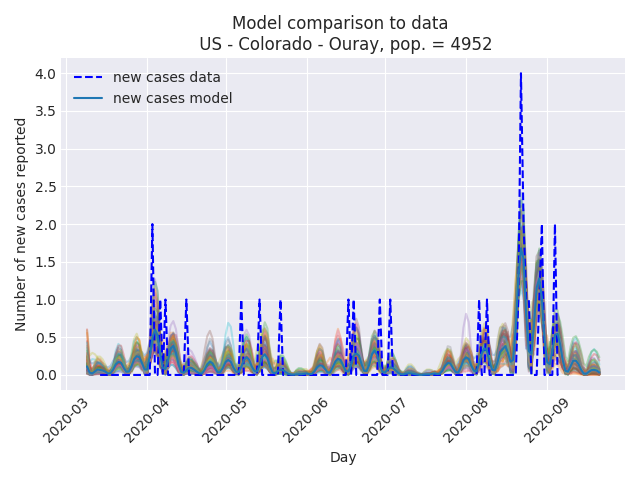 Model comparison to data
US - Colorado - Ouray, pop. = 4952
new cases data
new cases model
Number of new cases reported
4.0
3.5
3.0
2.5
2.0
1.5
1.0
0.5
0.0
2020-03
2020-04
2020-05
2020-06
2020-07
2020-08
2020-09
Day